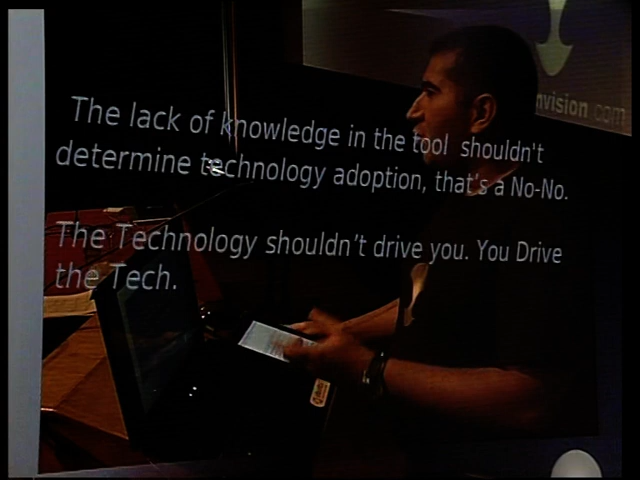 nvision.com
The lack of knowledge in the tool shouldn't
determine technology adoption, that's a No-No.
The Technology shouldn't drive you. You Drive
the Tech.